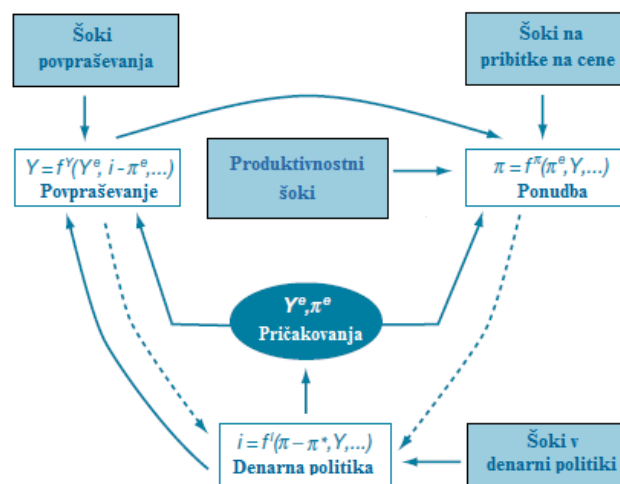 Šoki
povpraševanja
Šoki na
pribitke na cene
Y = f^Y(Y^e, i - π^e,...)
Povpraševanje
Produktivnostni
šoki
π = f^π(π^e, Y,...)
Ponudba
Y^e, π^e
Pričakovanja
i = f^i(π – π*, Y,...)
Denarna politika
Šoki v
denarni politiki